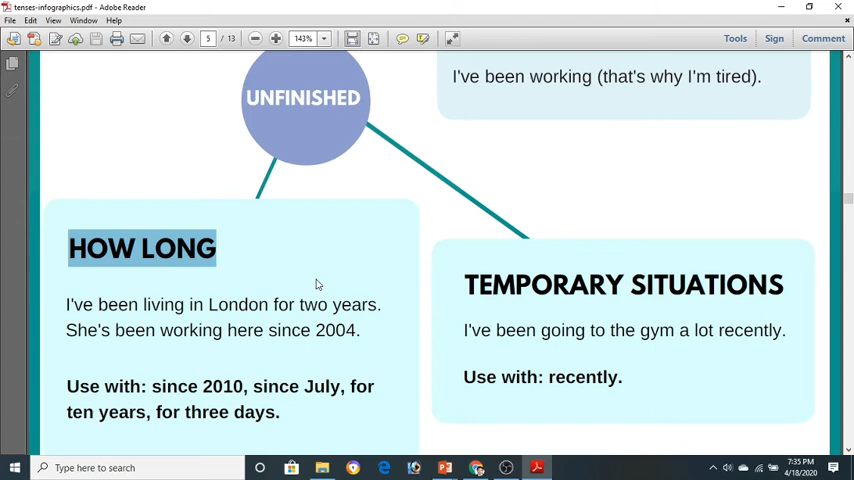 tenses-infographics.pdf - Adobe Reader
File Edit View Window Help
5 / 13
143%
Tools Sign Comment
I've been working (that's why I'm tired).
UNFINISHED
HOW LONG
I've been living in London for two years.
She's been working here since 2004.
Use with: since 2010, since July, for
ten years, for three days.
TEMPORARY SITUATIONS
I've been going to the gym a lot recently.
Use with: recently.
Type here to search
7:35 PM
4/18/2020